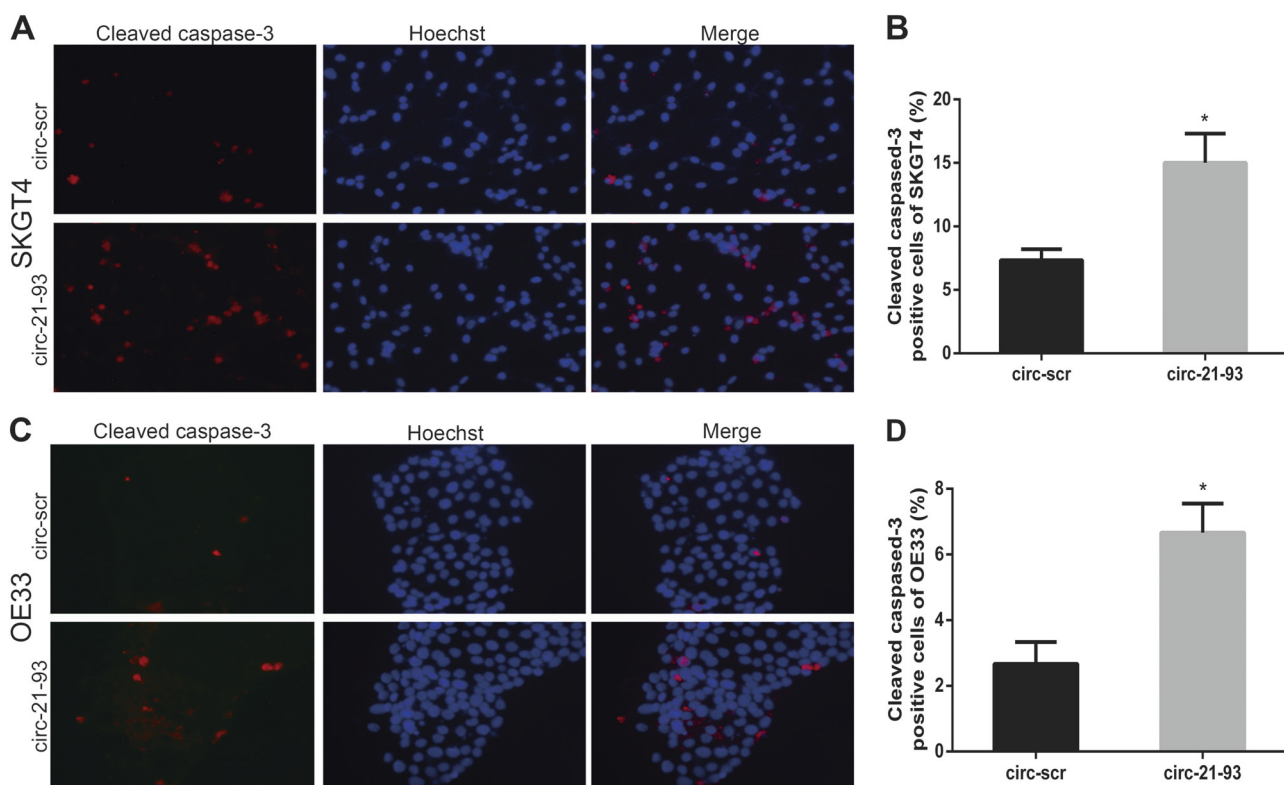 A
Cleaved caspase-3
Hoechst
Merge
SKGT4
circ-scr
circ-21-93
B
Cleaved caspased-3
positive cells of SKGT4 (%)
20
15
10
5
0
*
circ-scr
circ-21-93
C
Cleaved caspase-3
Hoechst
Merge
OE33
circ-scr
circ-21-93
D
Cleaved caspased-3
positive cells of OE33 (%)
8
6
4
2
0
*
circ-scr
circ-21-93